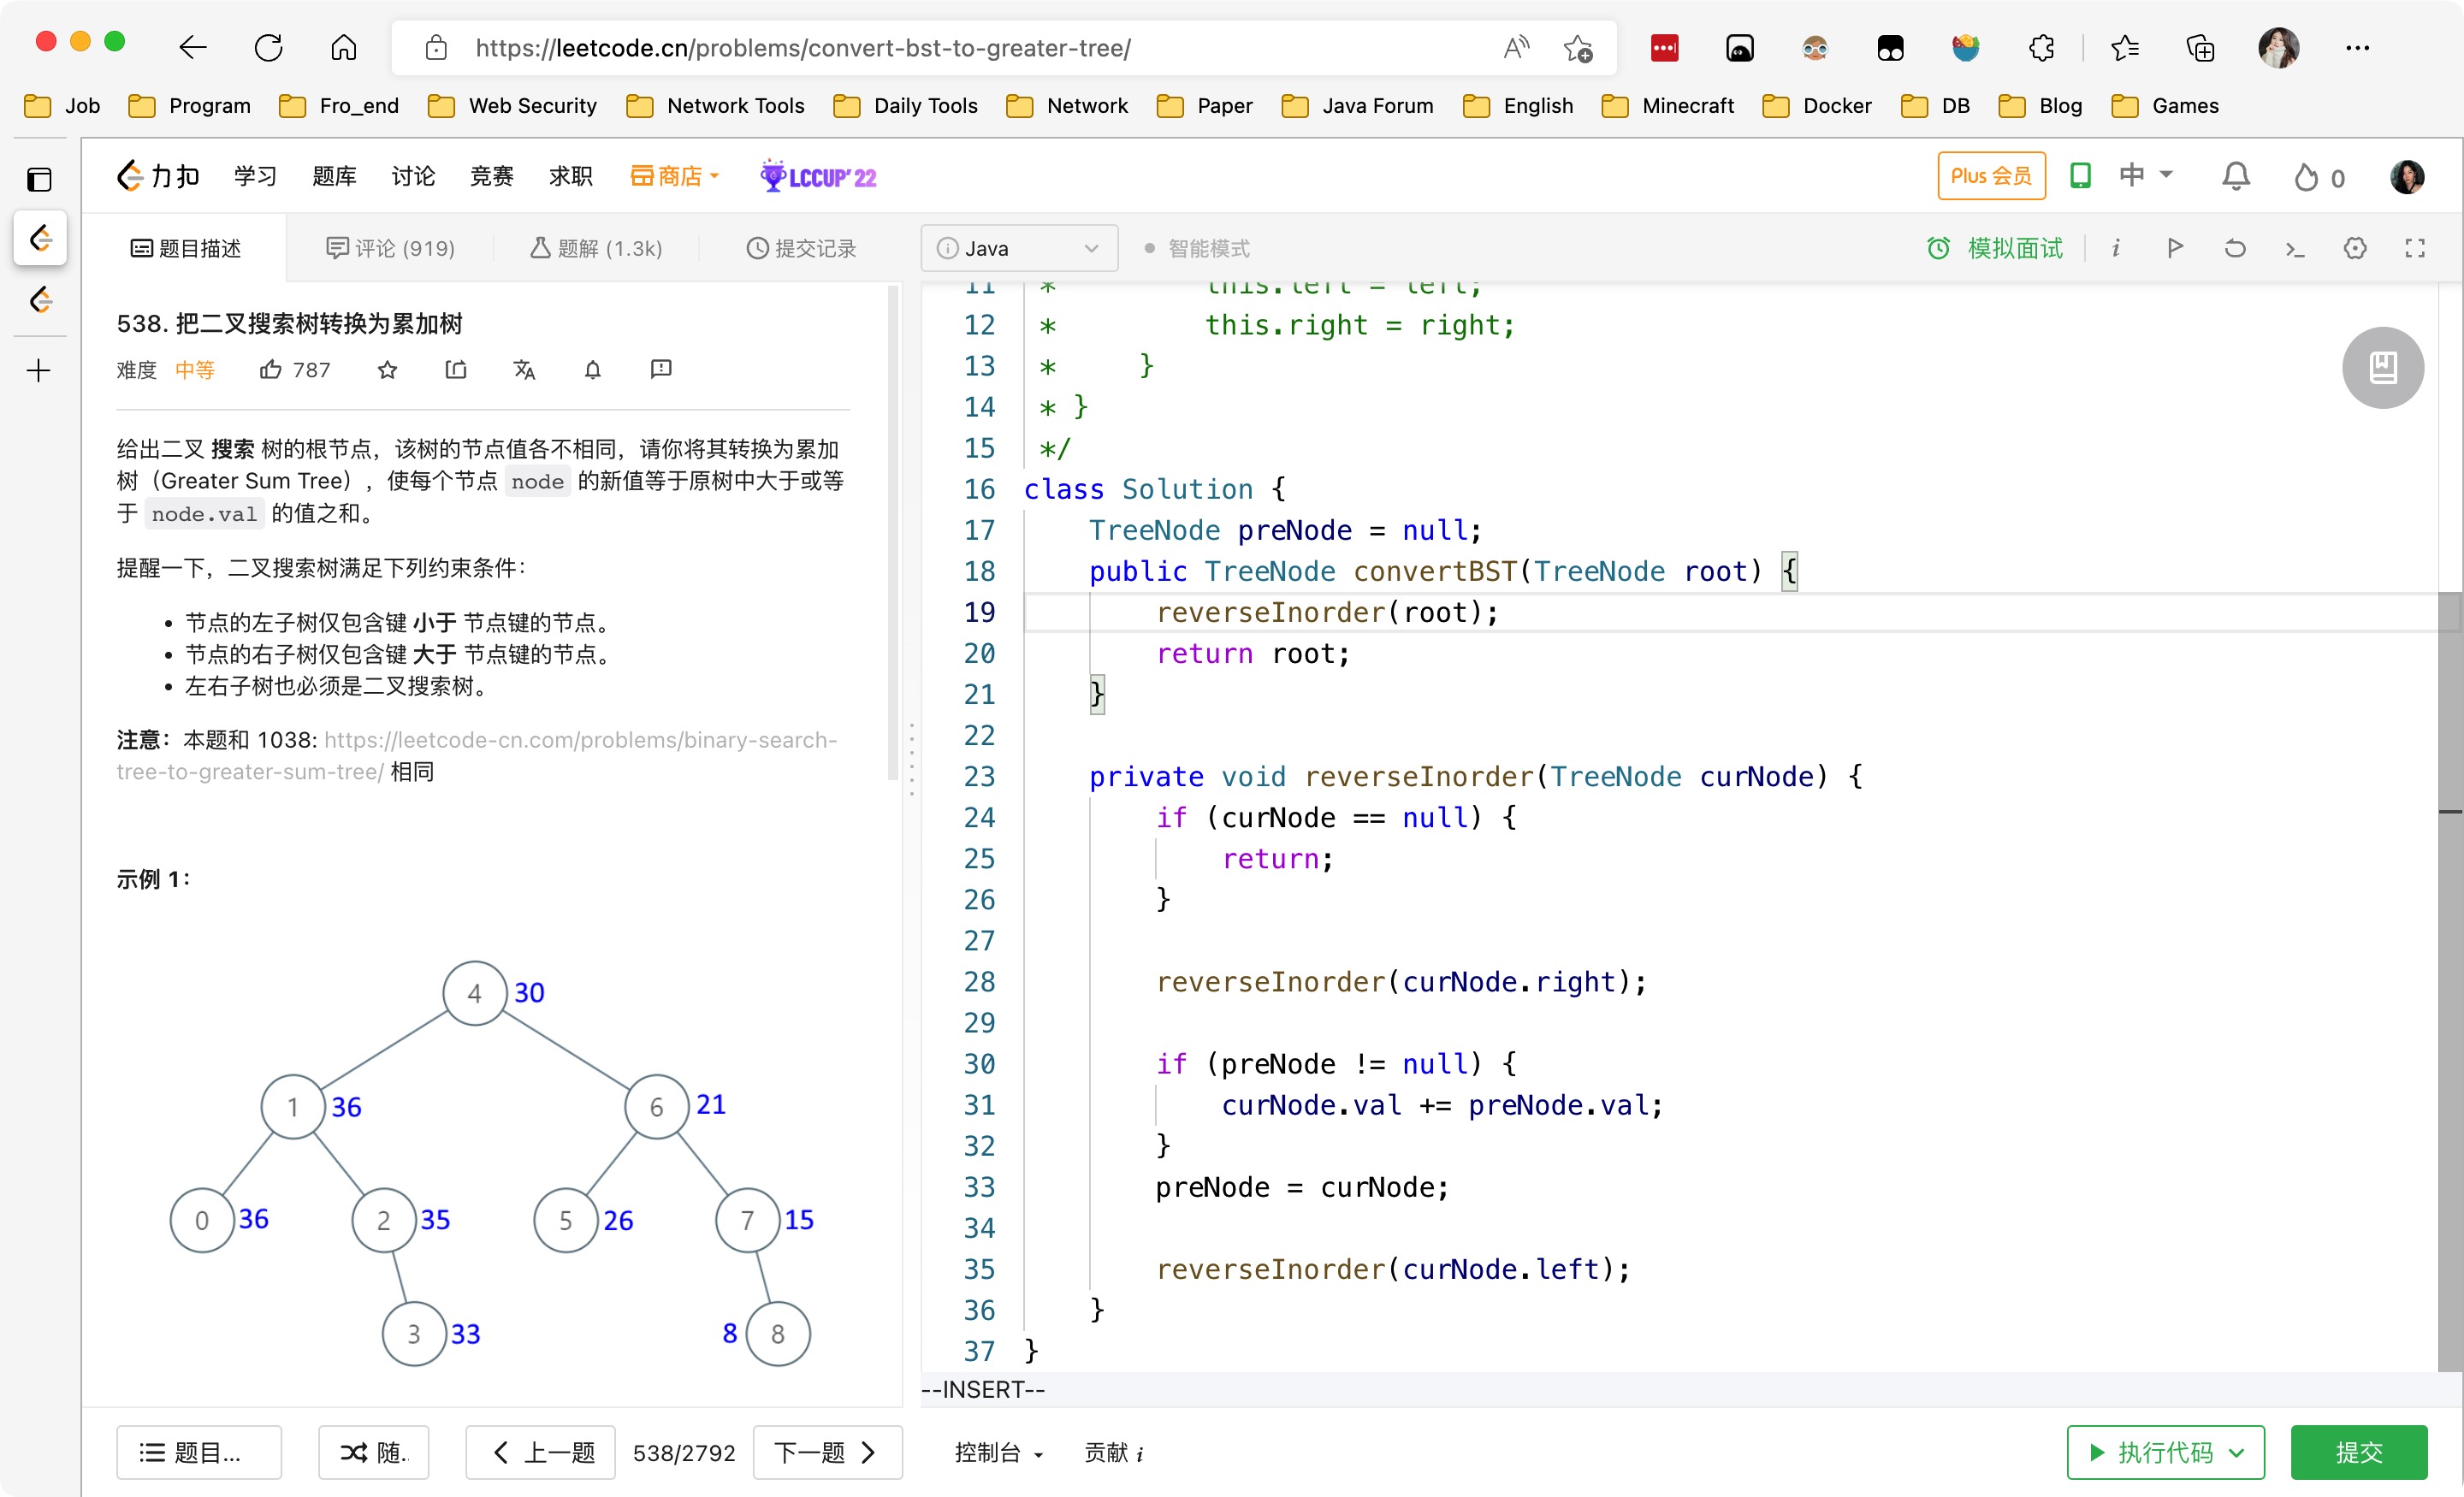 https://leetcode.cn/problems/convert-bst-to-greater-tree/
Job Program Fro_end Web Security Network Tools Daily Tools Network Paper Java Forum English Minecraft Docker DB Blog Games
力扣 学习 题库 讨论 竞赛 求职 商店 LCCUP'22 Plus 会员 中 0
题目描述 评论 (919) 题解 (1.3k) 提交记录
538. 把二叉搜索树转换为累加树
难度 中等 787
给出二叉 搜索 树的根节点，该树的节点值各不相同，请你将其转换为累加
树（Greater Sum Tree），使每个节点 node 的新值等于原树中大于或等
于 node.val 的值之和。
提醒一下，二叉搜索树满足下列约束条件：
• 节点的左子树仅包含键 小于 节点键的节点。
• 节点的右子树仅包含键 大于 节点键的节点。
• 左右子树也必须是二叉搜索树。
注意：本题和 1038: https://leetcode-cn.com/problems/binary-search-
tree-to-greater-sum-tree/ 相同
示例 1：
4 30
1 36 6 21
0 36 2 35 5 26 7 15
3 33 8 8
题目... 随. 上一题 538/2792 下一题
Java 智能模式 模拟面试 i
11 * this.left = left;
12 * this.right = right;
13 * }
14 * }
15 */
16 class Solution {
17 TreeNode preNode = null;
18 public TreeNode convertBST(TreeNode root) {
19 reverseInorder(root);
20 return root;
21 }
22
23 private void reverseInorder(TreeNode curNode) {
24 if (curNode == null) {
25 return;
26 }
27
28 reverseInorder(curNode.right);
29
30 if (preNode != null) {
31 curNode.val += preNode.val;
32 }
33 preNode = curNode;
34
35 reverseInorder(curNode.left);
36 }
37 }
--INSERT--
控制台 贡献 i 执行代码 提交